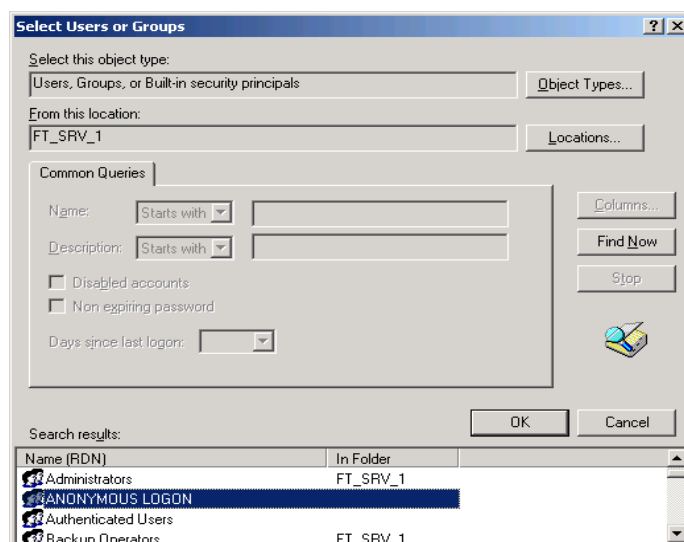 Select Users or Groups
Select this object type:
Users, Groups, or Built-in security principals
Object Types...
From this location:
FT_SRV_1
Locations...
Common Queries
Name: Starts with
Columns...
Description: Starts with
Find Now
Disabled accounts
Stop
Non expiring password
Days since last logon:
OK Cancel
Search results:
Name (RDN) In Folder
Administrators FT_SRV_1
ANONYMOUS LOGON
Authenticated Users
Backup Operators FT_SRV_1